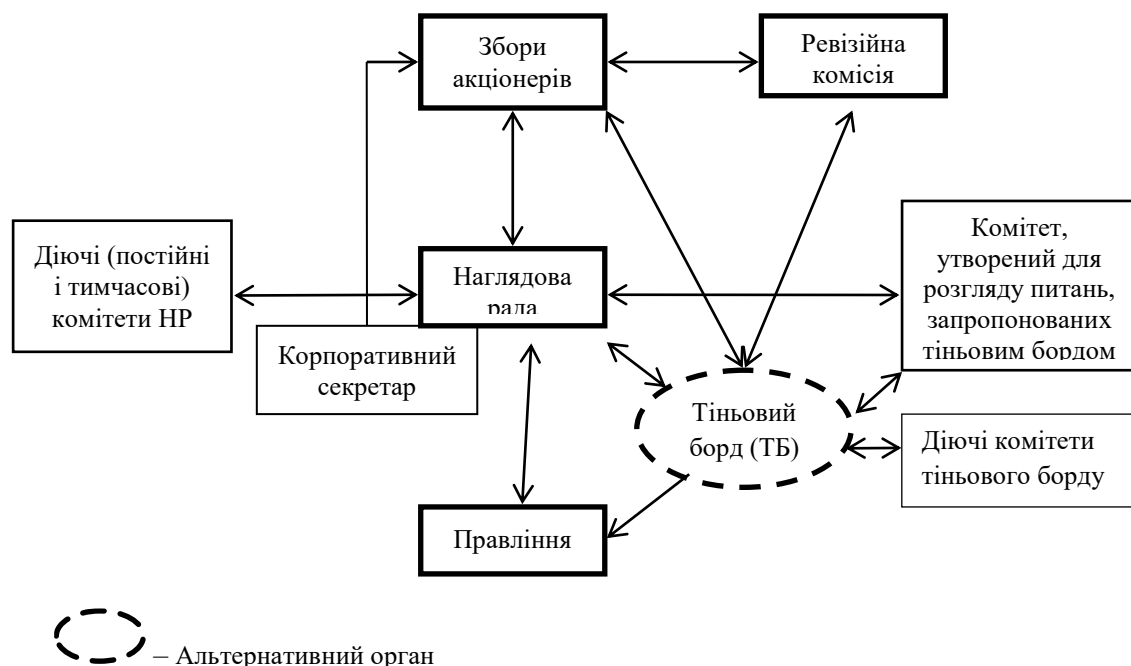 Збори
акціонерів
Ревізійна
комісія
Діючі (постійні
і тимчасові)
комітети НР
Наглядова
рада
Комітет,
утворений для
розгляду питань,
запропонованих
тіньовим бордом
Корпоративний
секретар
Тіньовий
борд (ТБ)
Діючі комітети
тіньового борду
Правління
– Альтернативний орган